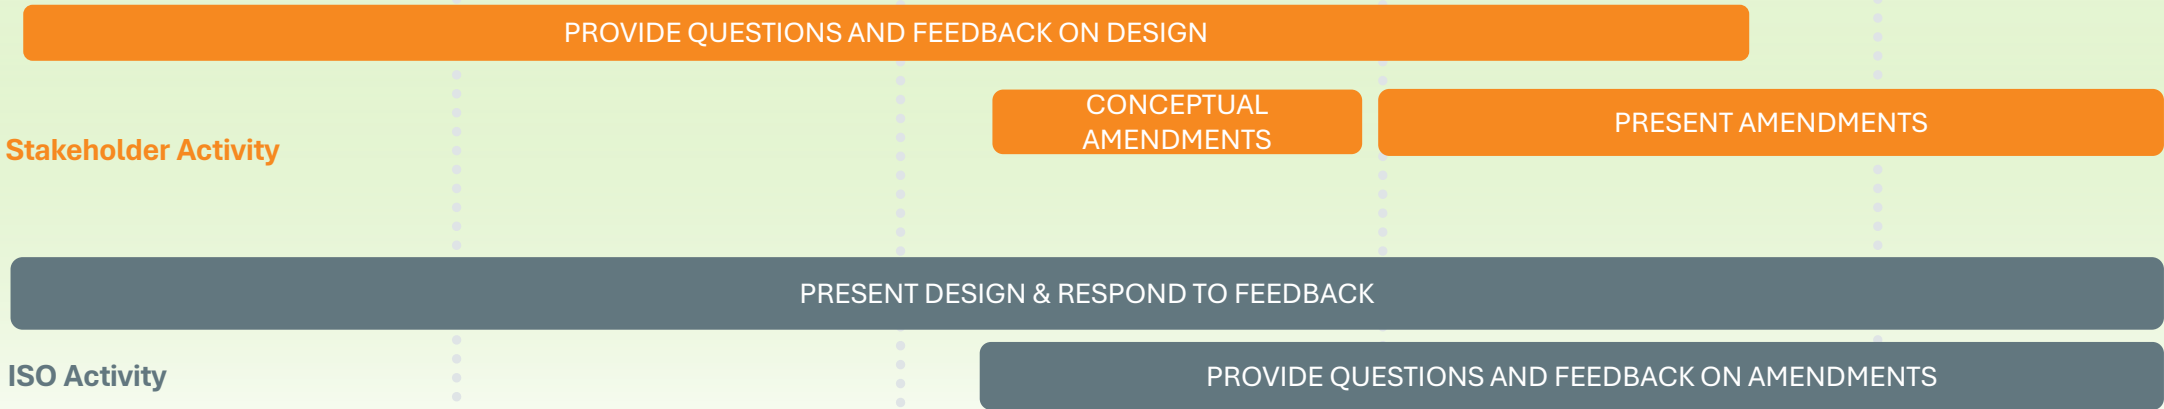 PROVIDE QUESTIONS AND FEEDBACK ON DESIGN
CONCEPTUAL
AMENDMENTS
PRESENT AMENDMENTS
Stakeholder Activity
PRESENT DESIGN & RESPOND TO FEEDBACK
ISO Activity
PROVIDE QUESTIONS AND FEEDBACK ON AMENDMENTS